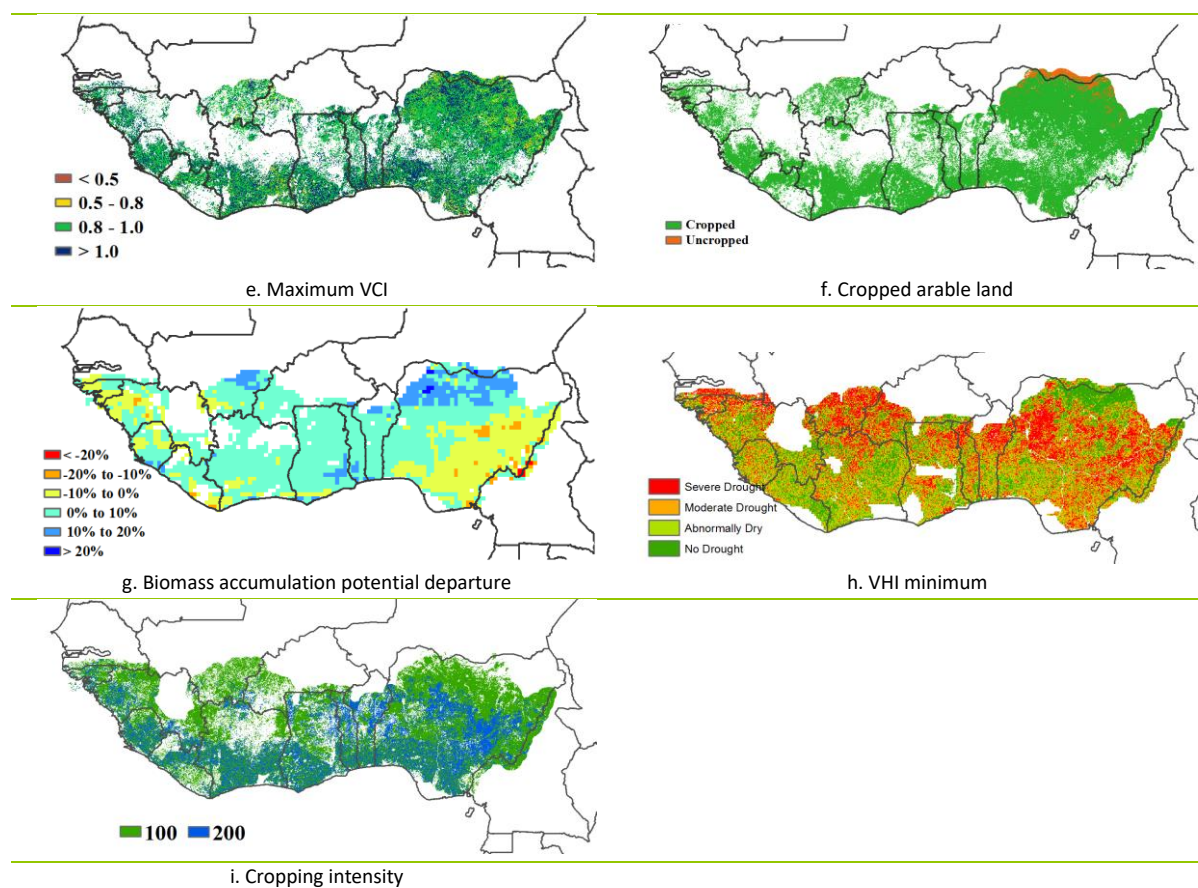 < 0.5
0.5 - 0.8
0.8 - 1.0
> 1.0
e. Maximum VCI
Cropped
Uncropped
f. Cropped arable land
< -20%
-20% to -10%
-10% to 0%
0% to 10%
10% to 20%
> 20%
g. Biomass accumulation potential departure
Severe Drought
Moderate Drought
Abnormally Dry
No Drought
h. VHI minimum
100 200
i. Cropping intensity